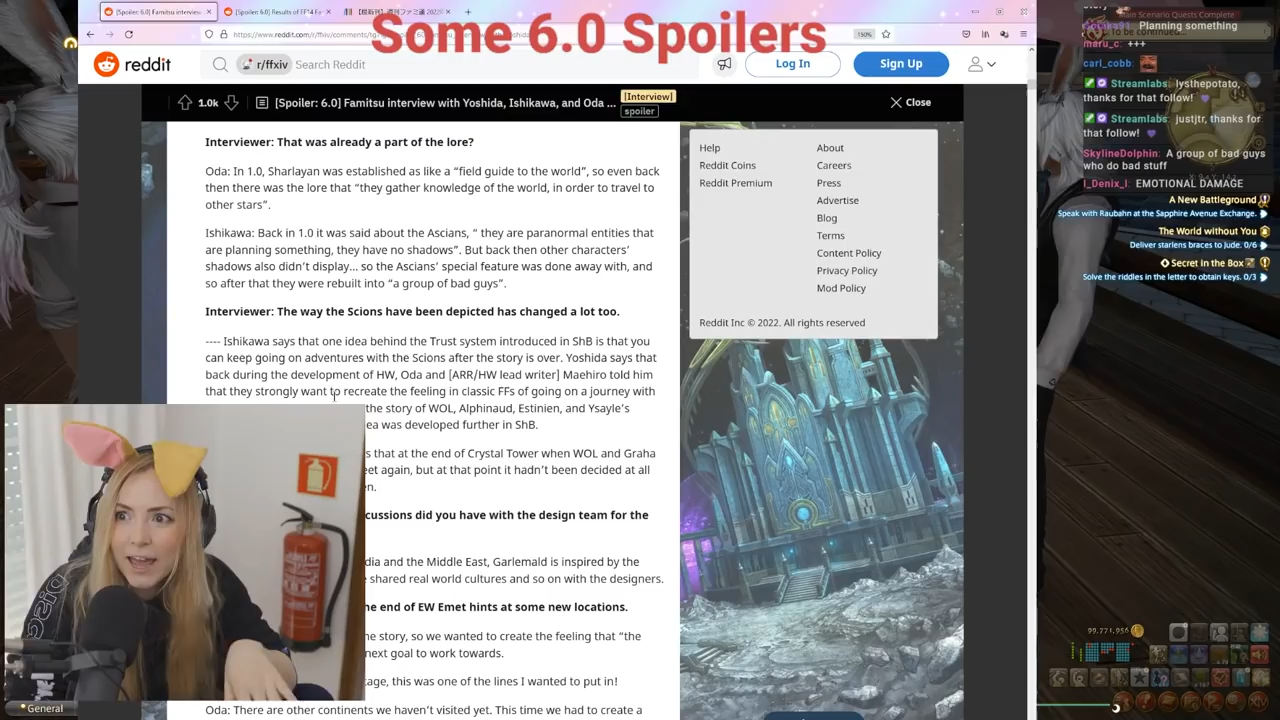 [Spoiler: 6.0] Famitsu interview
[Spoiler: 6.0] Results of FF14
Some 6.0 Spoilers
150%
reddit
r/ffxiv
Search Reddit
Log In
Sign Up
1.0k
[Spoiler: 6.0] Famitsu interview with Yoshida, Ishikawa, and Oda ...
[Interview]
spoiler
Close
Interviewer: That was already a part of the lore?
Oda: In 1.0, Sharlayan was established as like a “field guide to the world”, so even back
then there was the lore that “they gather knowledge of the world, in order to travel to
other stars”.
Ishikawa: Back in 1.0 it was said about the Ascians, “ they are paranormal entities that
are planning something, they have no shadows”. But back then other characters’
shadows also didn’t display... so the Ascians’ special feature was done away with, and
so after that they were rebuilt into “a group of bad guys”.
Interviewer: The way the Scions have been depicted has changed a lot too.
---- Ishikawa says that one idea behind the Trust system introduced in ShB is that you
can keep going on adventures with the Scions after the story is over. Yoshida says that
back during the development of HW, Oda and [ARR/HW lead writer] Maehiro told him
that they strongly want to recreate the feeling in classic FFs of going on a journey with
the story of WOL, Alphinaud, Estinien, and Ysayle’s
ea was developed further in ShB.
s that at the end of Crystal Tower when WOL and Graha
eet again, but at that point it hadn’t been decided at all
en.
cussions did you have with the design team for the
dia and the Middle East, Garlemald is inspired by the
shared real world cultures and so on with the designers.
he end of EW Emet hints at some new locations.
he story, so we wanted to create the feeling that “the
next goal to work towards.
tage, this was one of the lines I wanted to put in!
Oda: There are other continents we haven’t visited yet. This time we had to create a
Help
Reddit Coins
Reddit Premium
About
Careers
Press
Advertise
Blog
Terms
Content Policy
Privacy Policy
Mod Policy
Reddit Inc © 2022. All rights reserved
Main Scenario Quests Complete
Planning something
maru_c: +++
carl_cobb:
Streamlabs: lysthepotato,
thanks for that follow!
Streamlabs: justjtr, thanks
for that follow!
SkylineDolphin: A group of bad guys
who do bad stuff
I_Denix_I: EMOTIONAL DAMAGE
A New Battleground
Speak with Raubahn at the Sapphire Avenue Exchange.
The World without You
Deliver starlens braces to Jude. 0/6
Secret in the Box
Solve the riddles in the letter to obtain keys. 0/3
99,771,956
General